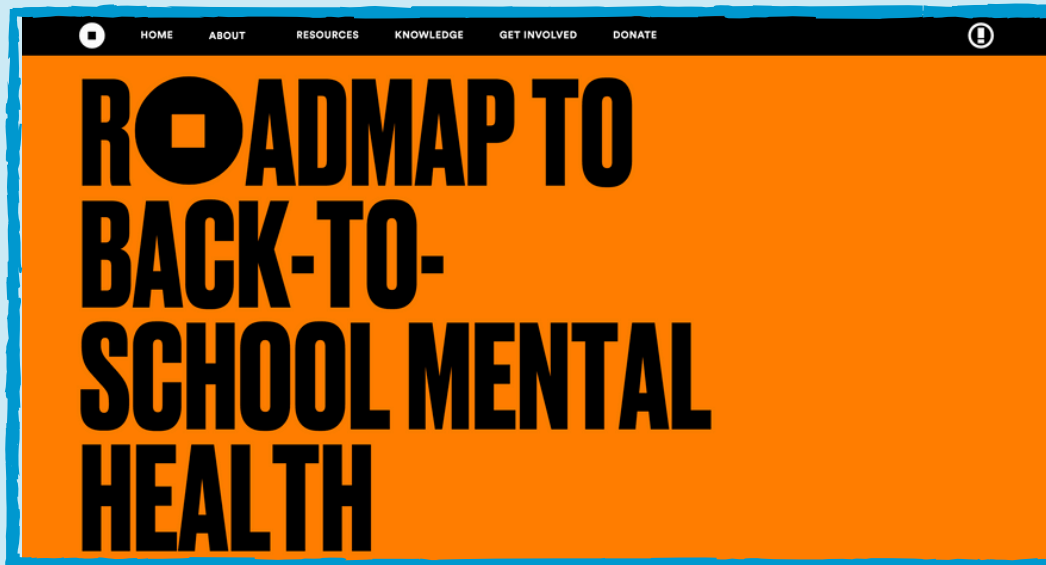 HOME ABOUT RESOURCES KNOWLEDGE GET INVOLVED DONATE
ROADMAP TO
BACK-TO-
SCHOOL MENTAL
HEALTH